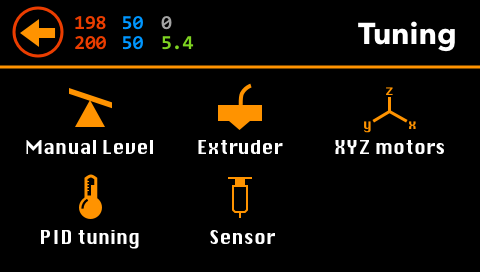 198 50 0
200 50 5.4
Tuning
z
y x
Manual Level Extruder XYZ motors
PID tuning Sensor